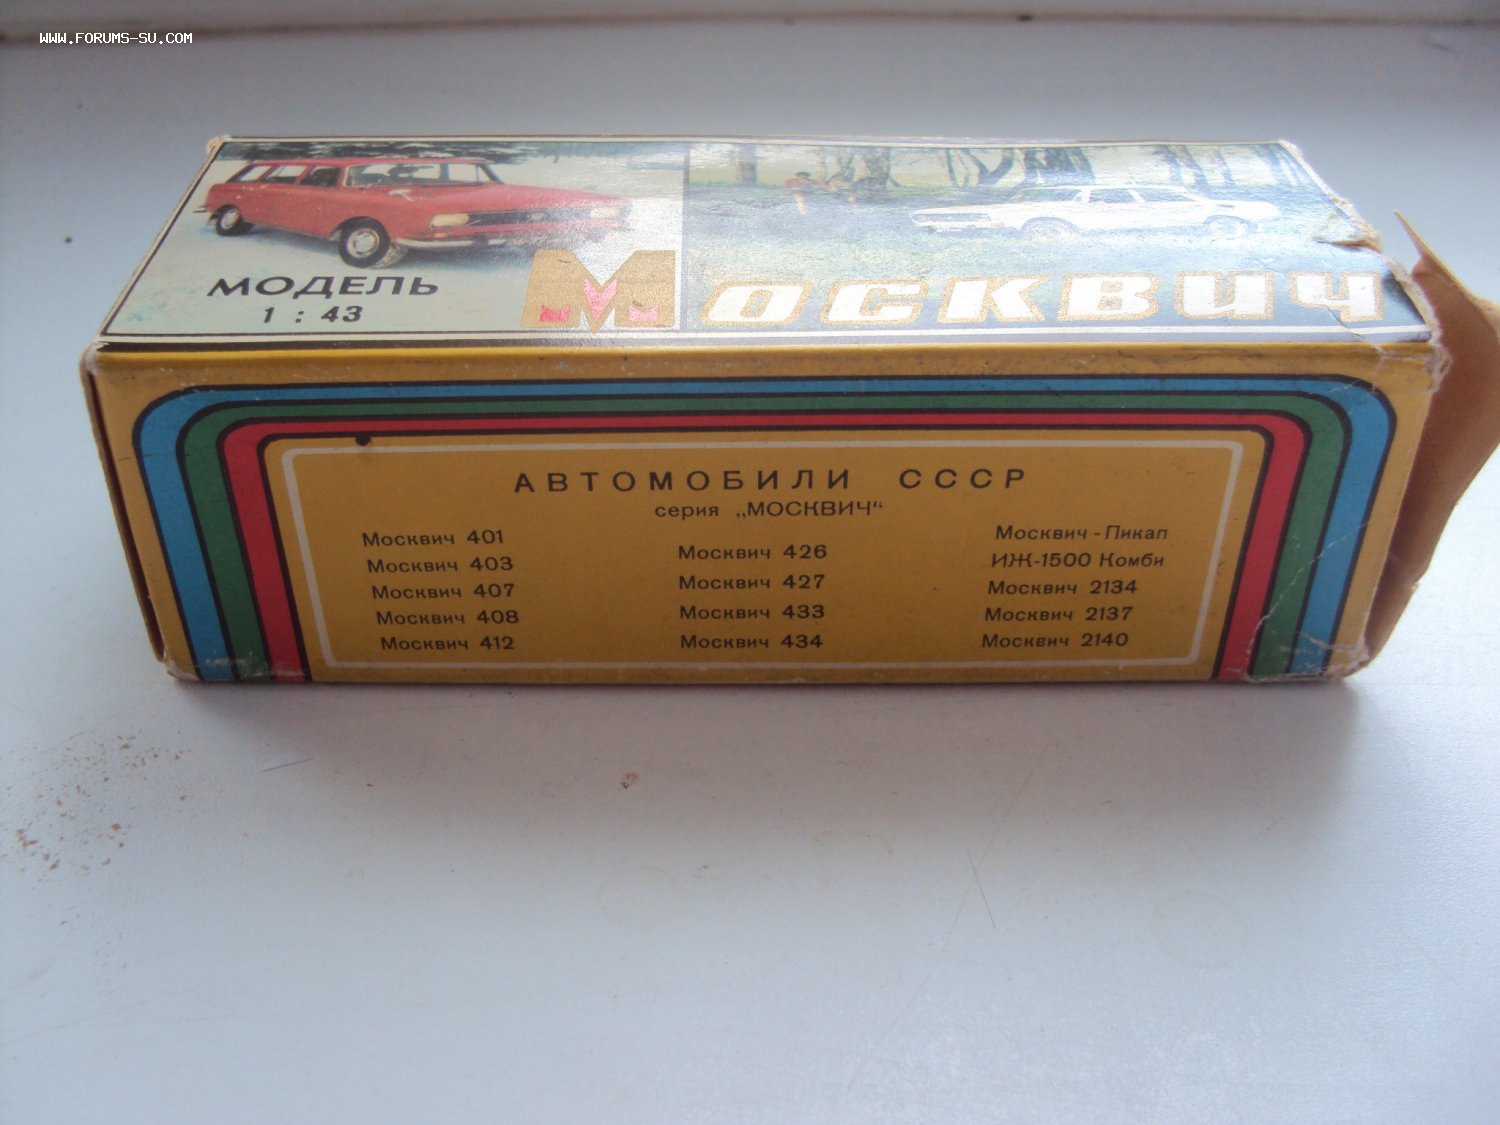 WWW.FORUMS-SU.COM
МОДЕЛЬ
1 : 43
МОСКВИЧ
АВТОМОБИЛИ СССР
серия „МОСКВИЧ“
Москвич 401
Москвич 403
Москвич 407
Москвич 408
Москвич 412
Москвич 426
Москвич 427
Москвич 433
Москвич 434
Москвич - Пикап
ИЖ-1500 Комби
Москвич 2134
Москвич 2137
Москвич 2140